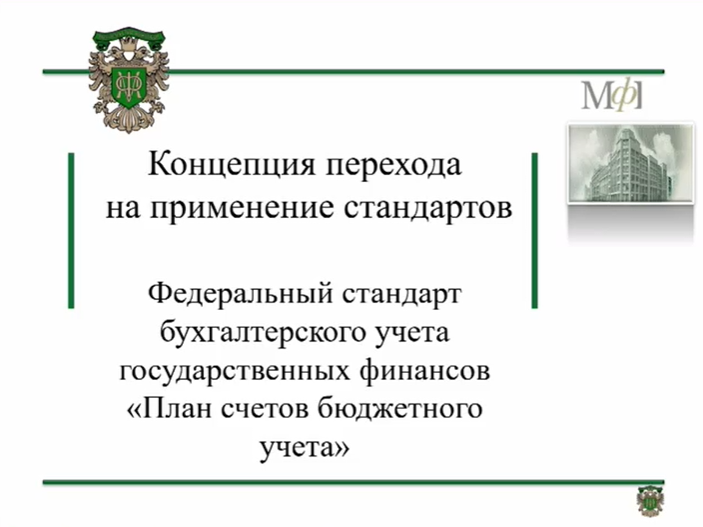 Мф
Концепция перехода
на применение стандартов
Федеральный стандарт
бухгалтерского учета
государственных финансов
«План счетов бюджетного
учета»